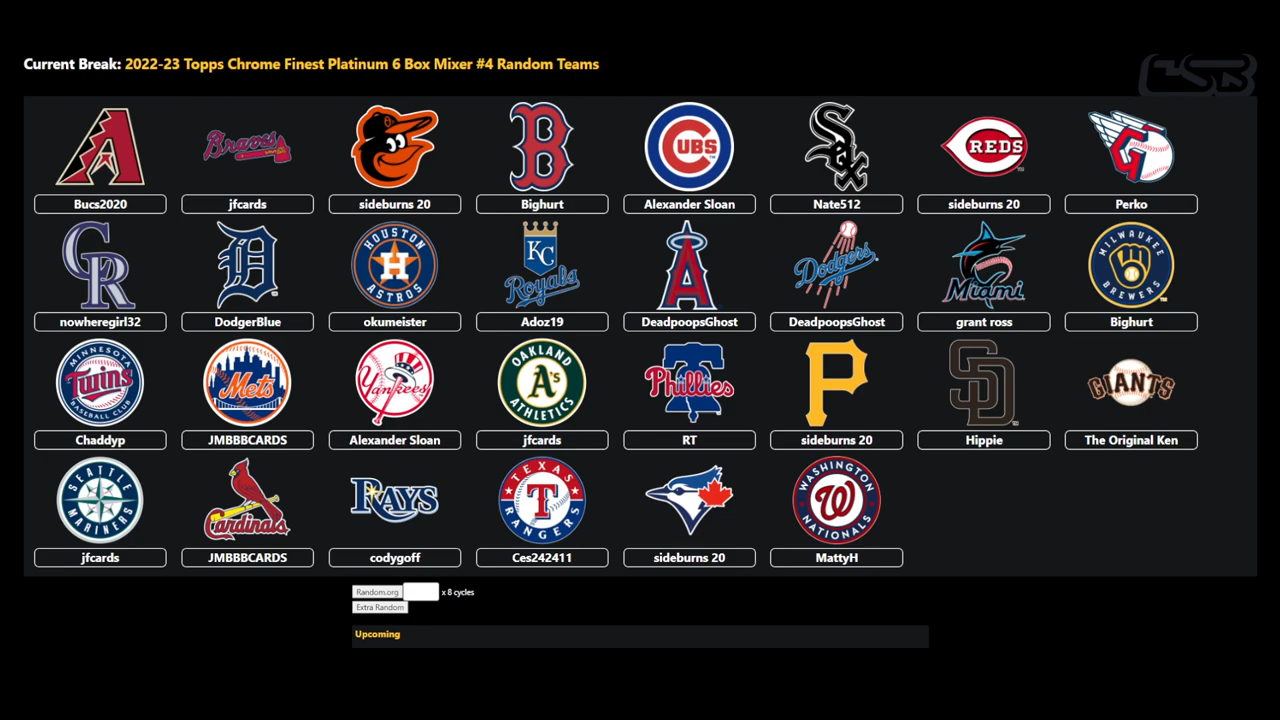 Current Break: 2022-23 Topps Chrome Finest Platinum 6 Box Mixer #4 Random Teams
CSB
A Braves B CUBS Sox REDS G
Bucs2020 jfcards sideburns 20 Bighurt Alexander Sloan Nate512 sideburns 20 Perko
CR D HOUSTON ASTROS H KC Royals A Dodgers Miami MILWAUKEE BREWERS
nowheregirl32 DodgerBlue okumeister Adoz19 DeadpoopsGhost DeadpoopsGhost grant ross Bighurt
MINNESOTA Twins BASEBALL CLUB Mets Yankees OAKLAND A's ATHLETICS Phillies P SD GIANTS
Chaddyp JMBBBCARDS Alexander Sloan jfcards RT sideburns 20 Hippie The Original Ken
SEATTLE MARINERS Cardinals RAYS TEXAS T RANGERS WASHINGTON W NATIONALS
jfcards JMBBBCARDS codygoff Ces242411 sideburns 20 MattyH
Random.org x 8 cycles
Extra Random
Upcoming